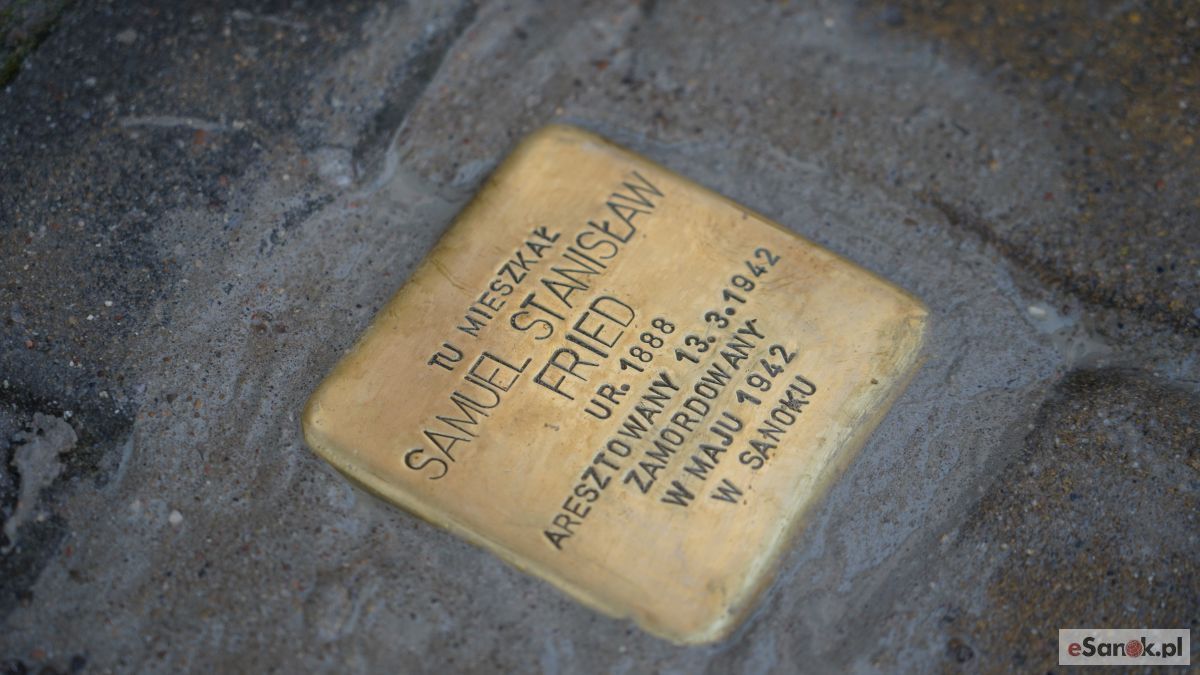 TU MIESZKAŁ
SAMUEL STANISŁAW
FRIED
UR. 1888
ARESZTOWANY 13.3.1942
ZAMORDOWANY
W MAJU 1942
W SANOKU
eSanok.pl